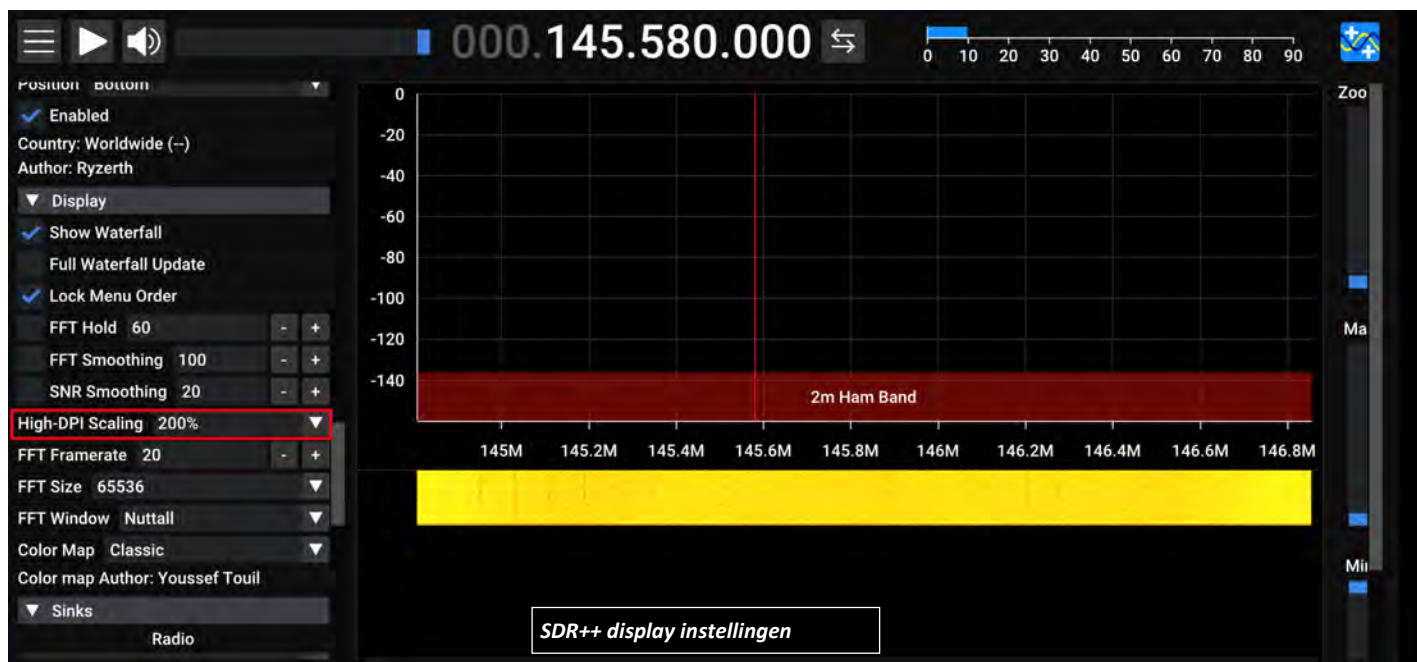 000.145.580.000
0 10 20 30 40 50 60 70 80 90
Position Bottom
Enabled
Country: Worldwide (--)
Author: Ryzerth
Display
Show Waterfall
Full Waterfall Update
Lock Menu Order
FFT Hold 60 - +
FFT Smoothing 100 - +
SNR Smoothing 20 - +
High-DPI Scaling 200%
FFT Framerate 20 - +
FFT Size 65536
FFT Window Nuttall
Color Map Classic
Color map Author: Youssef Touil
Sinks
Radio
0
-20
-40
-60
-80
-100
-120
-140
2m Ham Band
145M 145.2M 145.4M 145.6M 145.8M 146M 146.2M 146.4M 146.6M 146.8M
Zoo
Ma
Mi
SDR++ display instellingen